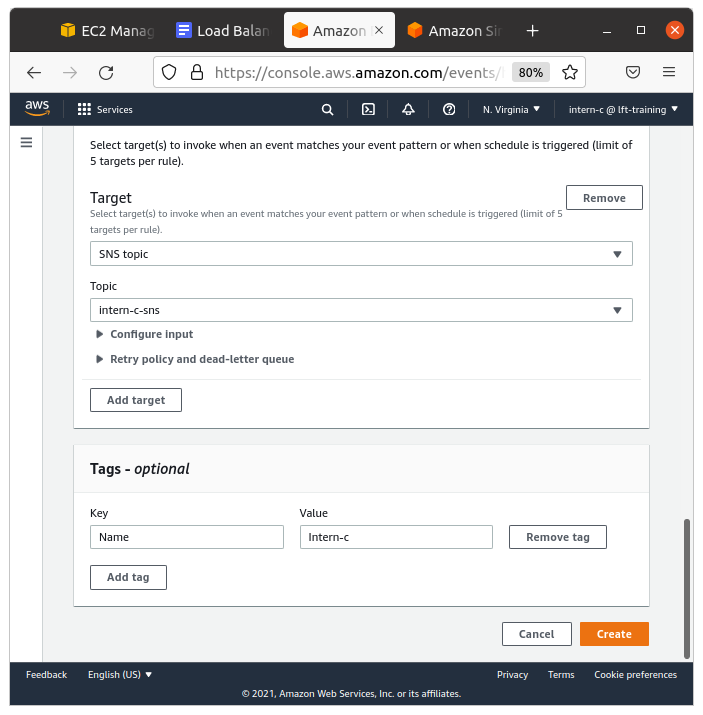 EC2 Manag
Load Balan
Amazon
Amazon Sim
https://console.aws.amazon.com/events/
80%
aws
Services
N. Virginia
intern-c @ lft-training
Select target(s) to invoke when an event matches your event pattern or when schedule is triggered (limit of
5 targets per rule).
Target
Remove
Select target(s) to invoke when an event matches your event pattern or when schedule is triggered (limit of 5
targets per rule).
SNS topic
Topic
intern-c-sns
Configure input
Retry policy and dead-letter queue
Add target
Tags - optional
Key
Value
Name
Intern-c
Remove tag
Add tag
Cancel
Create
Feedback
English (US)
Privacy
Terms
Cookie preferences
© 2021, Amazon Web Services, Inc. or its affiliates.